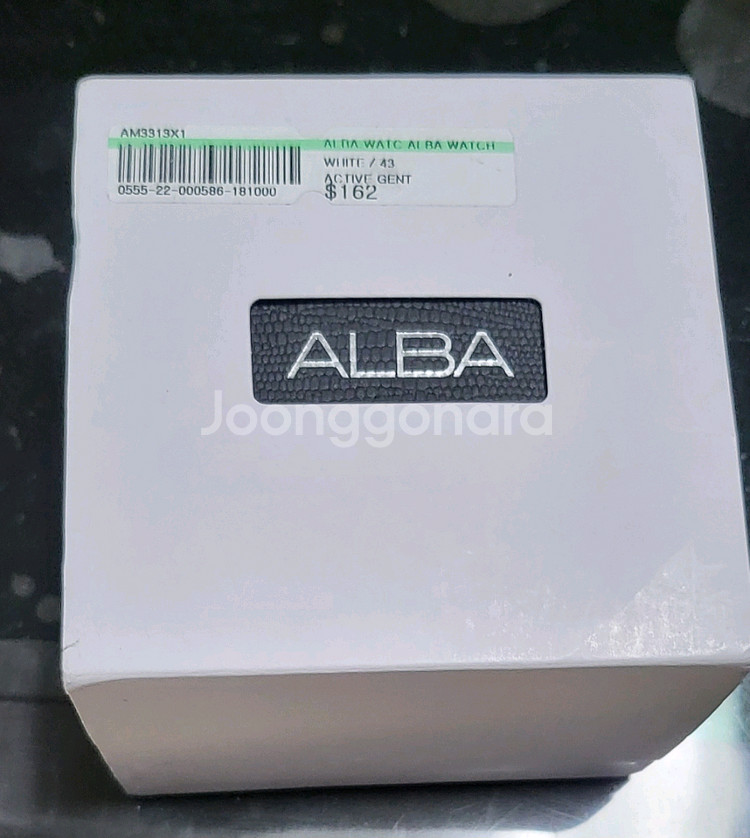 AM3313X1
ALBA WATC ALBA WATCH
WHITE / 43
0555-22-000586-181000
ACTIVE GENT
$162
ALBA
Joonggonara